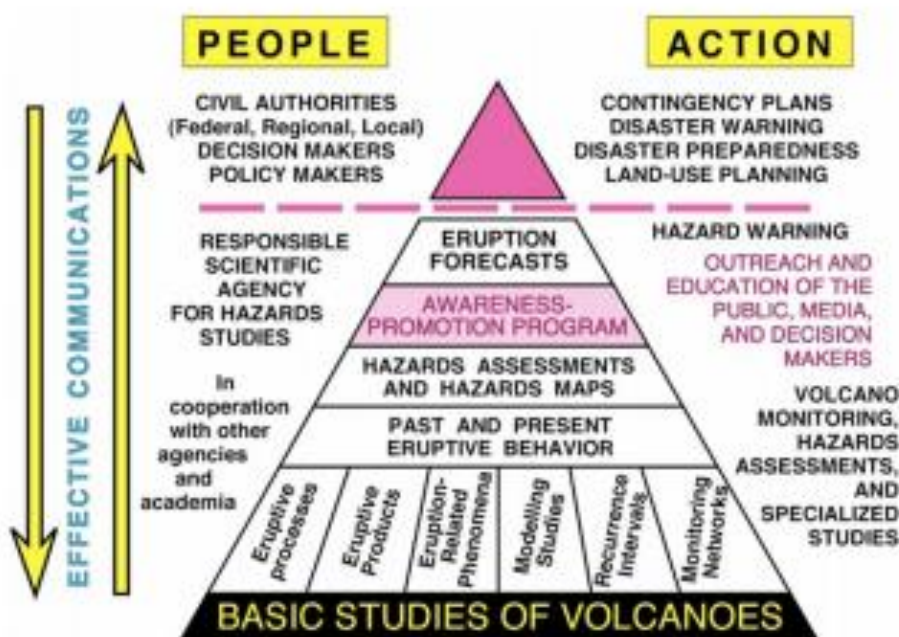 PEOPLE
ACTION
CIVIL AUTHORITIES
(Federal, Regional, Local)
DECISION MAKERS
POLICY MAKERS
CONTINGENCY PLANS
DISASTER WARNING
DISASTER PREPAREDNESS
LAND-USE PLANNING
EFFECTIVE COMMUNICATIONS
RESPONSIBLE
SCIENTIFIC
AGENCY
FOR HAZARDS
STUDIES
In
cooperation
with other
agencies
and
academia
ERUPTION
FORECASTS
AWARENESS-
PROMOTION PROGRAM
HAZARDS ASSESSMENTS
AND HAZARDS MAPS
PAST AND PRESENT
ERUPTIVE BEHAVIOR
Eruptive
processes
Eruptive
Products
Eruption-
Related
Phenomena
Modelling
Studies
Recurrence
Intervals
Monitoring
Networks
HAZARD WARNING
OUTREACH AND
EDUCATION OF THE
PUBLIC, MEDIA,
AND DECISION
MAKERS
VOLCANO
MONITORING,
HAZARDS
ASSESSMENTS,
AND
SPECIALIZED
STUDIES
BASIC STUDIES OF VOLCANOES